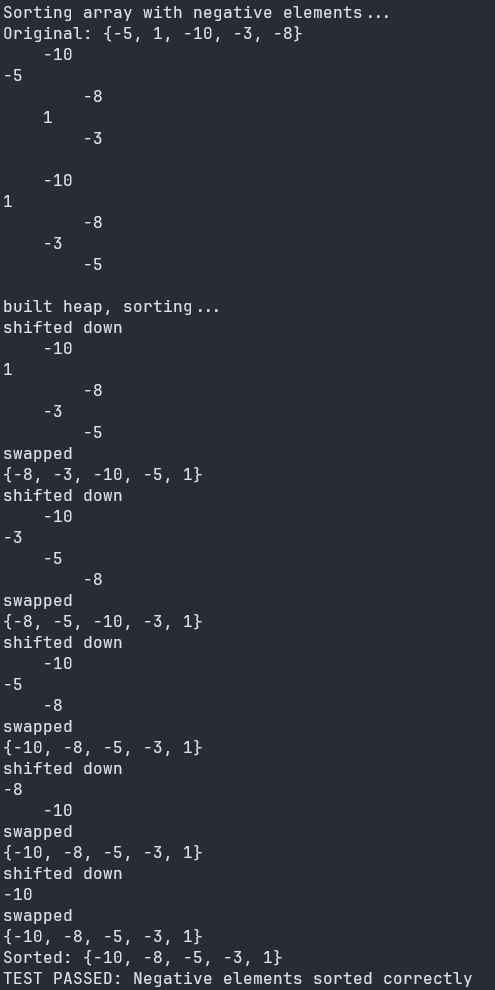 Sorting array with negative elements...
Original: {-5, 1, -10, -3, -8}
    -10
-5
        -8
    1
        -3

    -10
1
        -8
    -3
        -5

built heap, sorting...
shifted down
    -10
1
        -8
    -3
        -5
swapped
{-8, -3, -10, -5, 1}
shifted down
    -10
-3
    -5
        -8
swapped
{-8, -5, -10, -3, 1}
shifted down
    -10
-5
    -8
swapped
{-10, -8, -5, -3, 1}
shifted down
-8
    -10
swapped
{-10, -8, -5, -3, 1}
shifted down
-10
swapped
{-10, -8, -5, -3, 1}
Sorted: {-10, -8, -5, -3, 1}
TEST PASSED: Negative elements sorted correctly